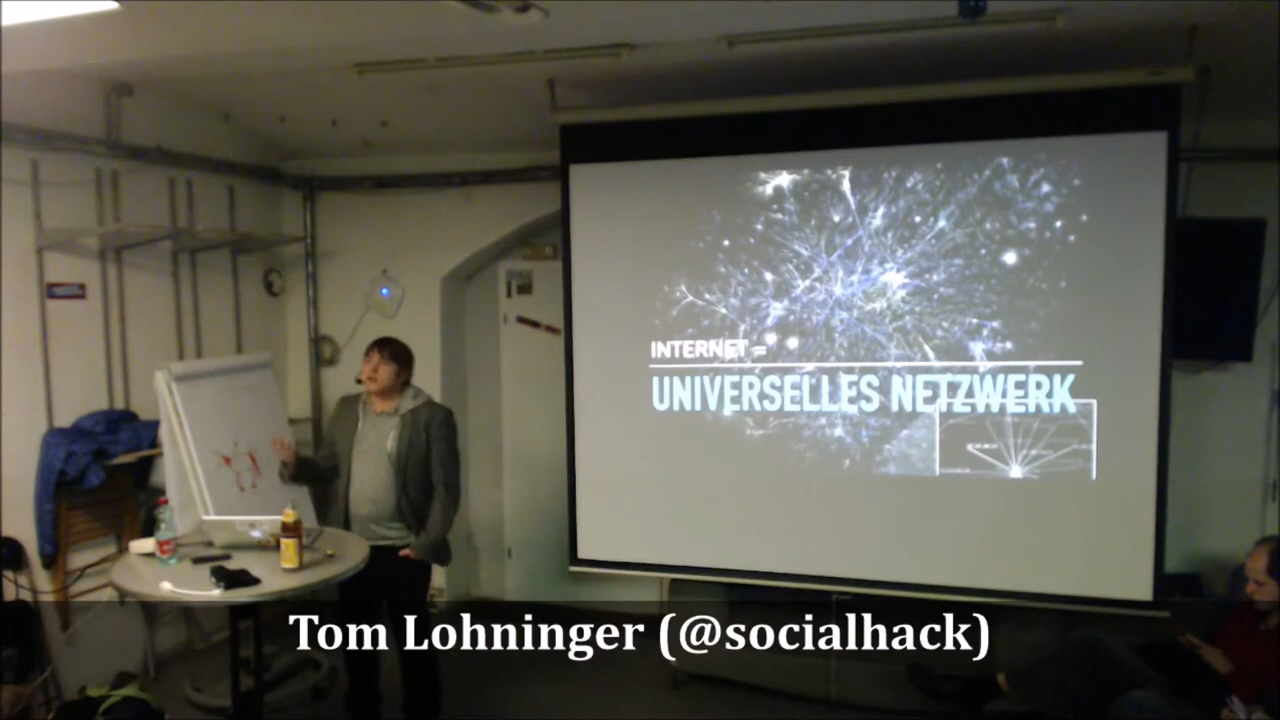 INTERNET =
UNIVERSELLES NETZWERK
Tom Lohninger (@socialhack)